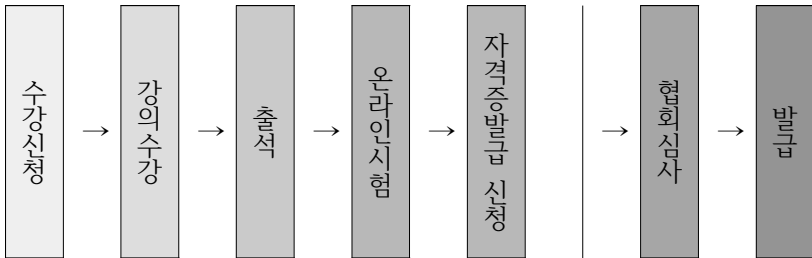 수강신청
→
강의수강
→
출석
→
온라인시험
→
자격증발급 신청
→
협회심사
→
발급